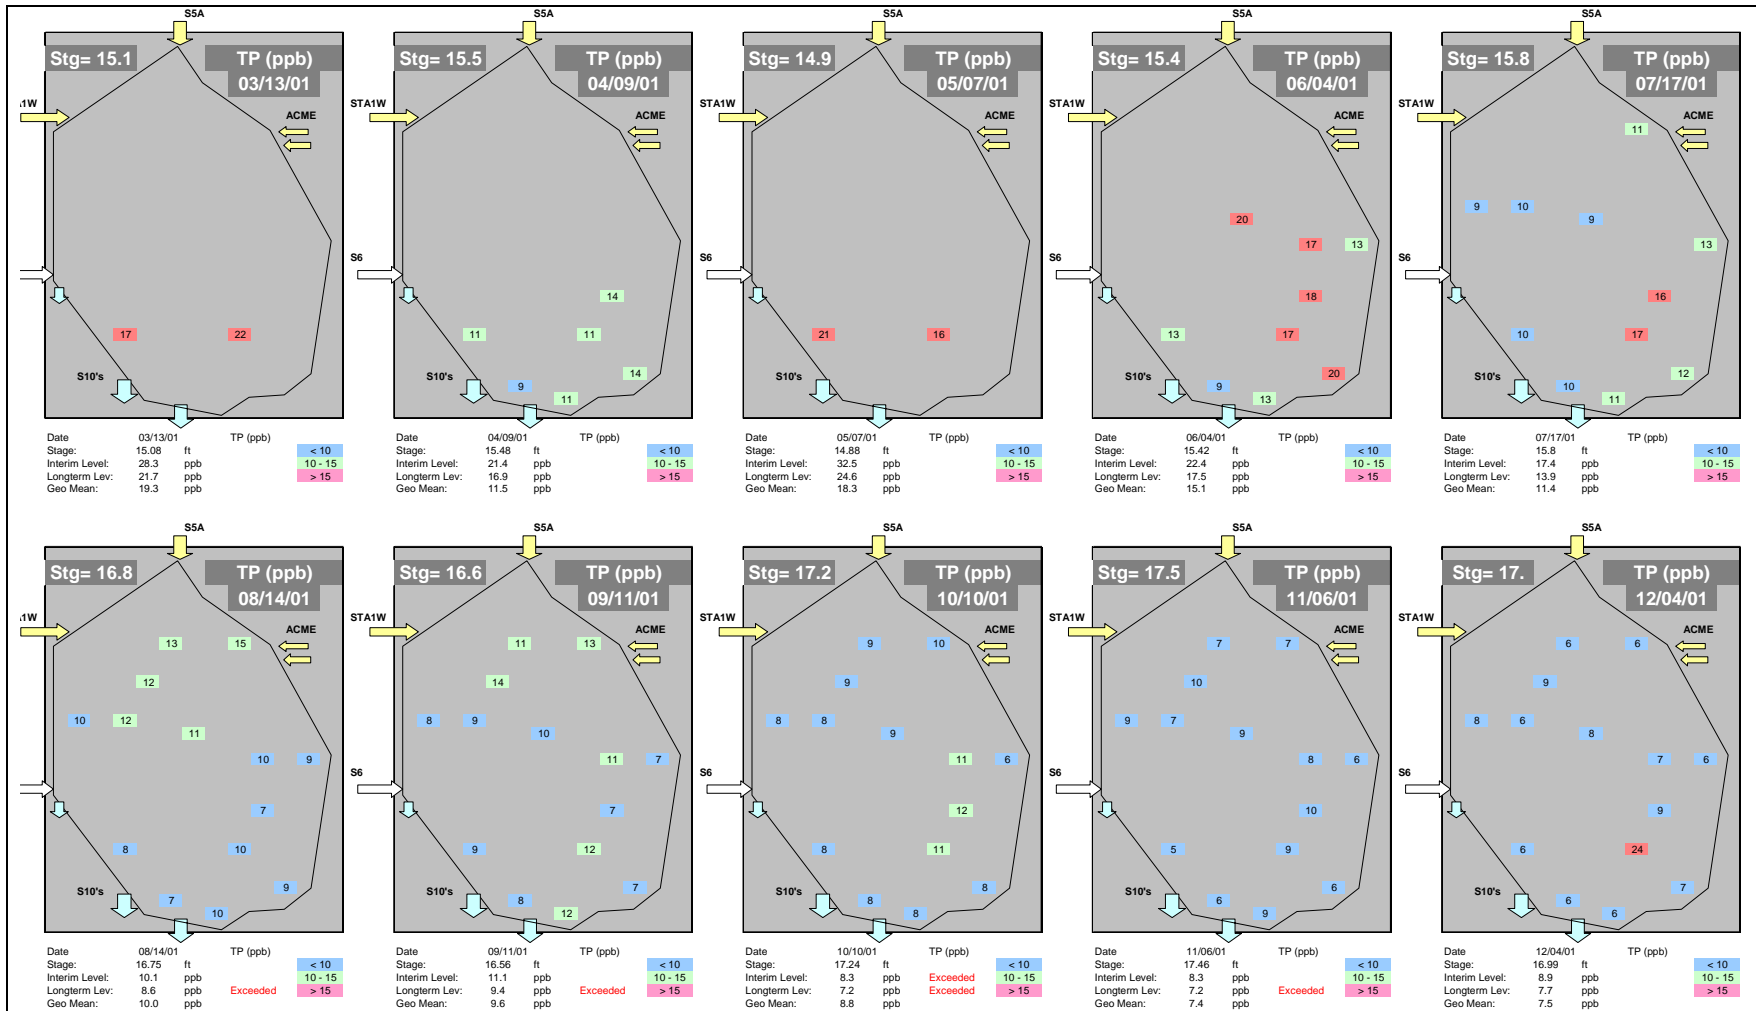 S5A S5A S5A S5A S5A
Stg= 15.1 TP (ppb) Stg= 15.5 TP (ppb) Stg= 14.9 TP (ppb) Stg= 15.4 TP (ppb) Stg= 15.8 TP (ppb)
03/13/01 04/09/01 05/07/01 06/04/01 07/17/01
A1W ACME STA1W ACME STA1W ACME STA1W ACME STA1W ACME
11
9 10 9
20
17 13 13
S6 S6 S6 S6
14 18 16
17 22 11 11 21 16 13 17 10 17
S10's S10's S10's S10's S10's
14 20 12
9 9 10
11 13 11
Date 03/13/01 TP (ppb) Date 04/09/01 TP (ppb) Date 05/07/01 TP (ppb) Date 06/04/01 TP (ppb) Date 07/17/01 TP (ppb)
Stage: 15.08 ft < 10 Stage: 15.48 ft < 10 Stage: 14.88 ft < 10 Stage: 15.42 ft < 10 Stage: 15.8 ft < 10
Interim Level: 28.3 ppb 10 - 15 Interim Level: 21.4 ppb 10 - 15 Interim Level: 32.5 ppb 10 - 15 Interim Level: 22.4 ppb 10 - 15 Interim Level: 17.4 ppb 10 - 15
Longterm Lev: 21.7 ppb > 15 Longterm Lev: 16.9 ppb > 15 Longterm Lev: 24.6 ppb > 15 Longterm Lev: 17.5 ppb > 15 Longterm Lev: 13.9 ppb > 15
Geo Mean: 19.3 ppb Geo Mean: 11.5 ppb Geo Mean: 18.3 ppb Geo Mean: 15.1 ppb Geo Mean: 11.4 ppb
S5A S5A S5A S5A S5A
Stg= 16.8 TP (ppb) Stg= 16.6 TP (ppb) Stg= 17.2 TP (ppb) Stg= 17.5 TP (ppb) Stg= 17. TP (ppb)
08/14/01 09/11/01 10/10/01 11/06/01 12/04/01
A1W ACME STA1W ACME STA1W ACME STA1W ACME STA1W ACME
13 15 11 13 9 10 7 7 6 6
12 14 9 10 9
10 12 8 9 8 8 9 7 8 6
11 10 9 9 8
10 9 11 7 11 6 8 6 7 6
S6 S6 S6 S6
7 7 12 10 9
8 10 9 12 8 11 5 9 6 24
S10's S10's S10's S10's S10's
9 7 8 6 7
7 8 8 6 6
10 12 8 9 6
Date 08/14/01 TP (ppb) Date 09/11/01 TP (ppb) Date 10/10/01 TP (ppb) Date 11/06/01 TP (ppb) Date 12/04/01 TP (ppb)
Stage: 16.75 ft < 10 Stage: 16.56 ft < 10 Stage: 17.24 ft < 10 Stage: 17.46 ft < 10 Stage: 16.99 ft < 10
Interim Level: 10.1 ppb 10 - 15 Interim Level: 11.1 ppb 10 - 15 Interim Level: 8.3 ppb Exceeded 10 - 15 Interim Level: 8.3 ppb 10 - 15 Interim Level: 8.9 ppb 10 - 15
Longterm Lev: 8.6 ppb Exceeded > 15 Longterm Lev: 9.4 ppb Exceeded > 15 Longterm Lev: 7.2 ppb Exceeded > 15 Longterm Lev: 7.2 ppb Exceeded > 15 Longterm Lev: 7.7 ppb > 15
Geo Mean: 10.0 ppb Geo Mean: 9.6 ppb Geo Mean: 8.8 ppb Geo Mean: 7.4 ppb Geo Mean: 7.5 ppb